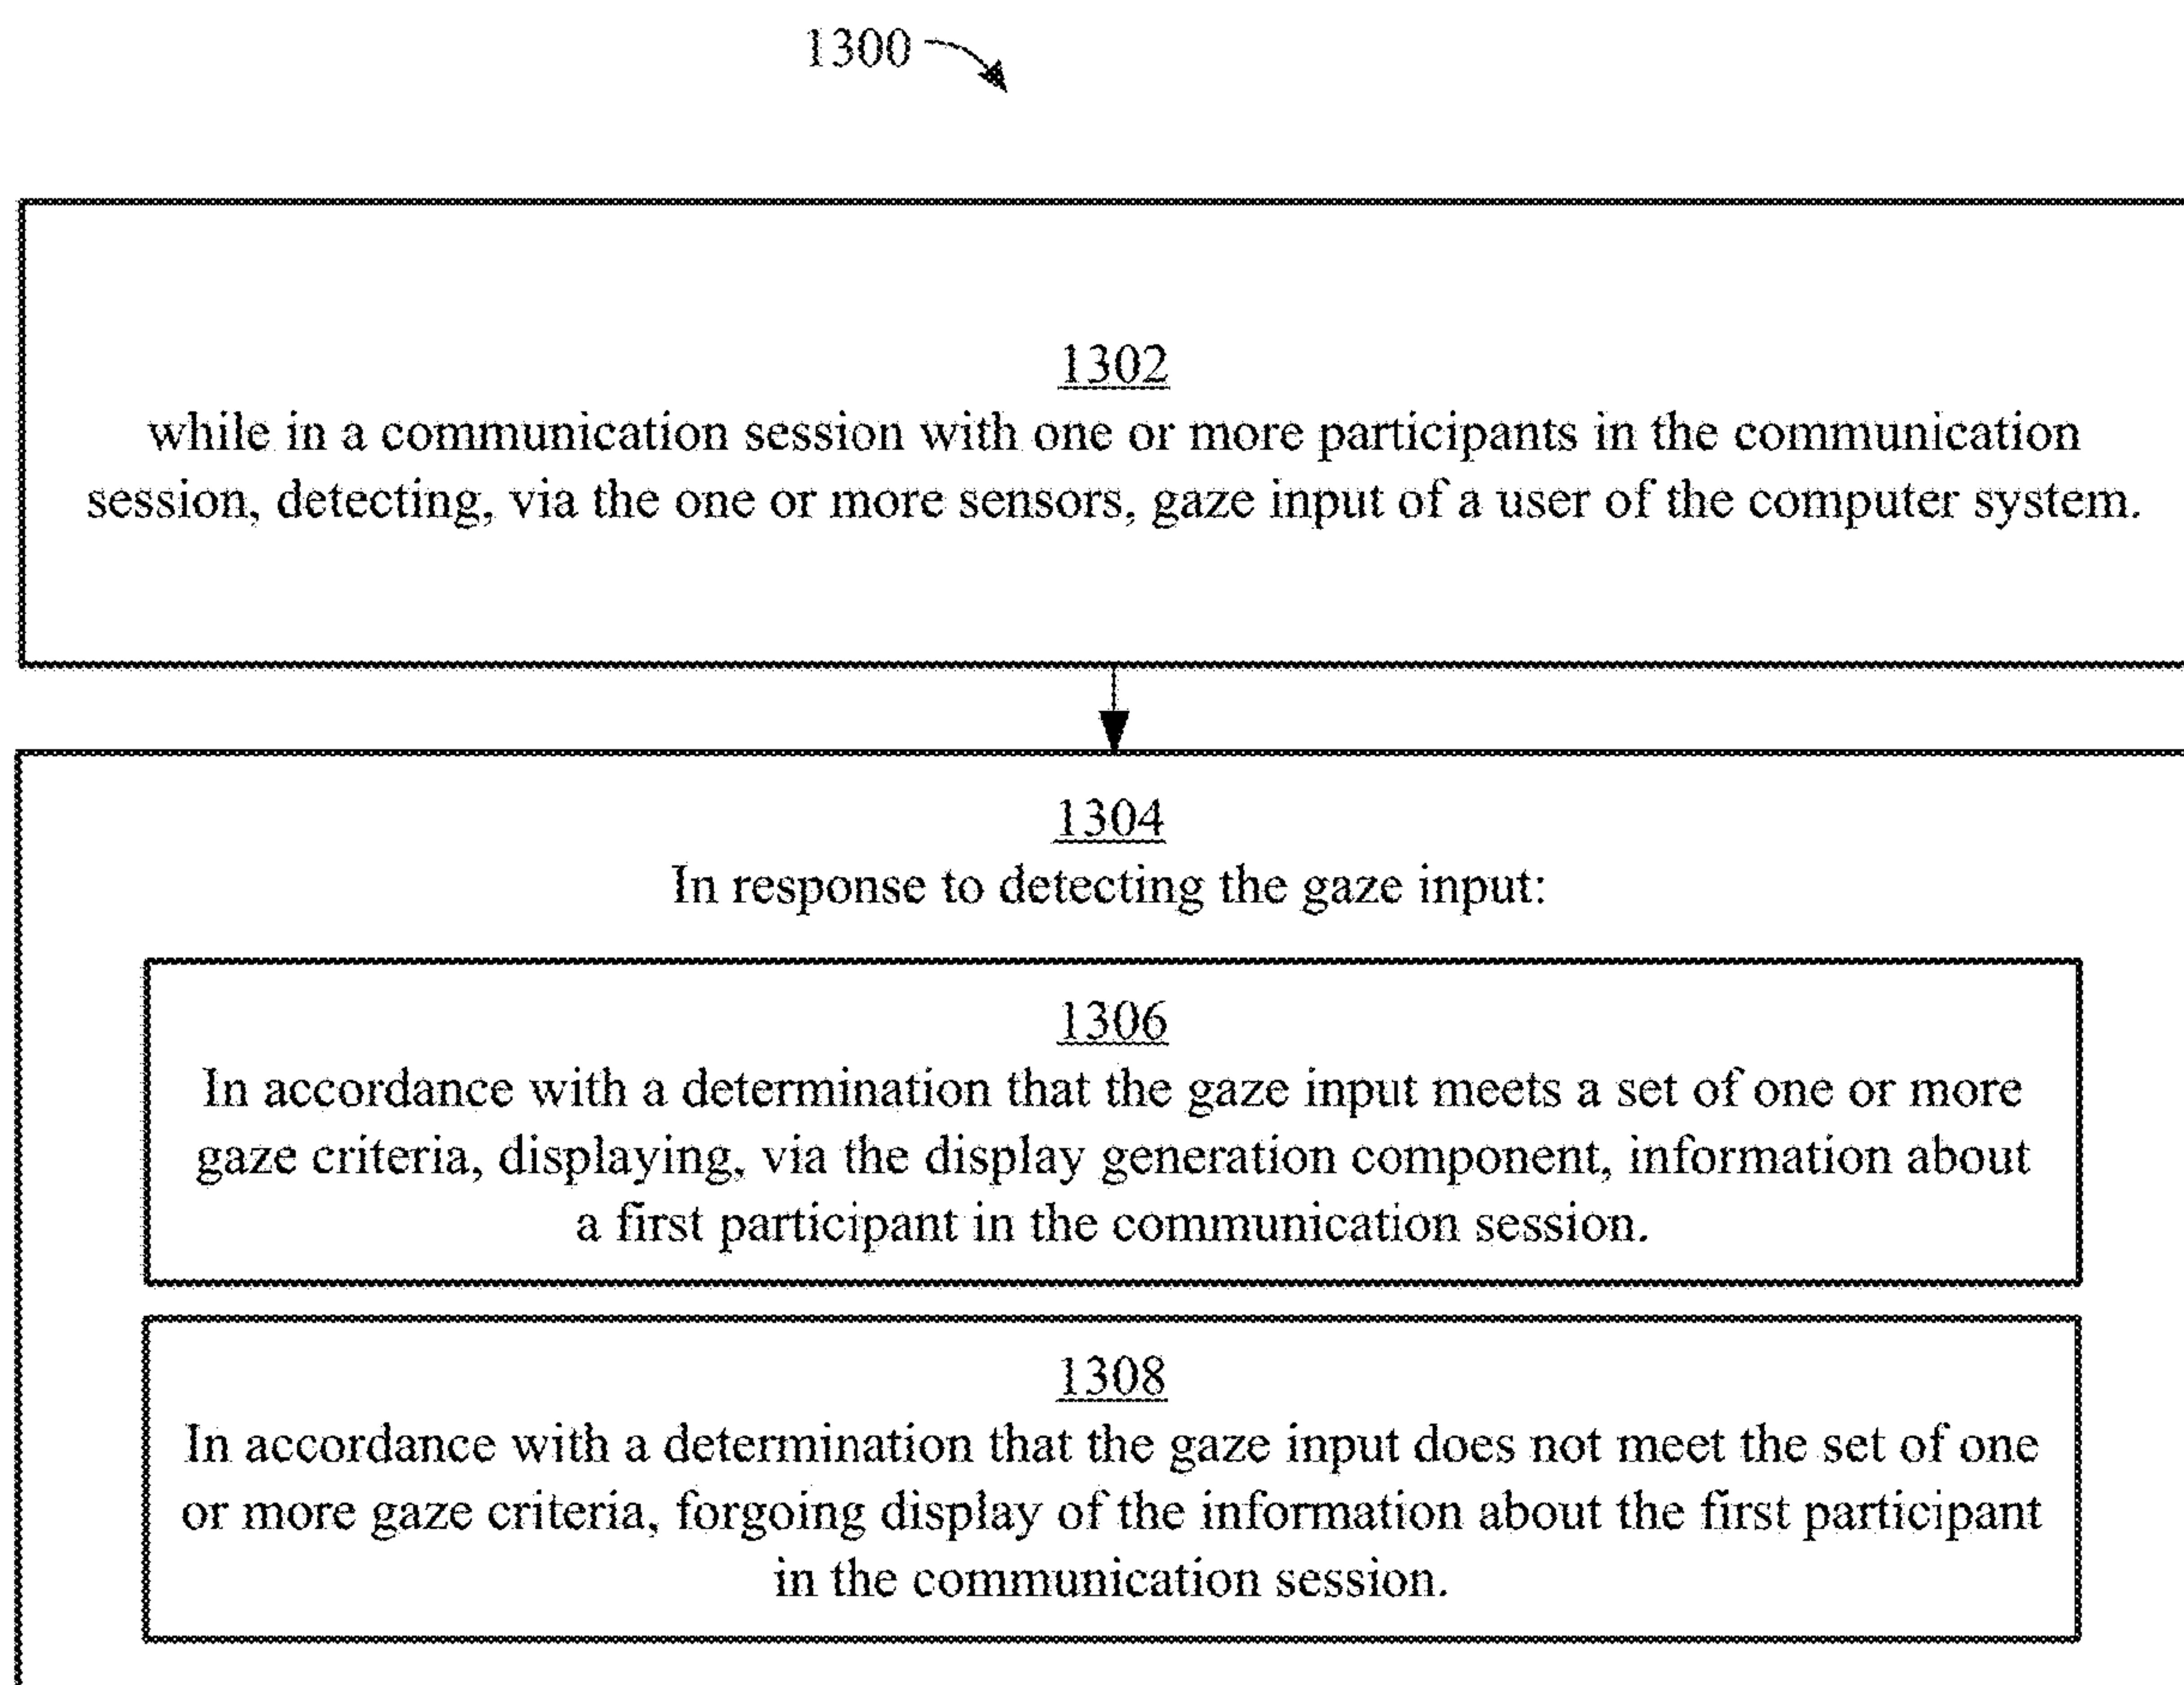 1300
1302
while in a communication session with one or more participants in the communication
session, detecting, via the one or more sensors, gaze input of a user of the computer system.
1304
In response to detecting the gaze input:
1306
In accordance with a determination that the gaze input meets a set of one or more
gaze criteria, displaying, via the display generation component, information about
a first participant in the communication session.
1308
In accordance with a determination that the gaze input does not meet the set of one
or more gaze criteria, forgoing display of the information about the first participant
in the communication session.